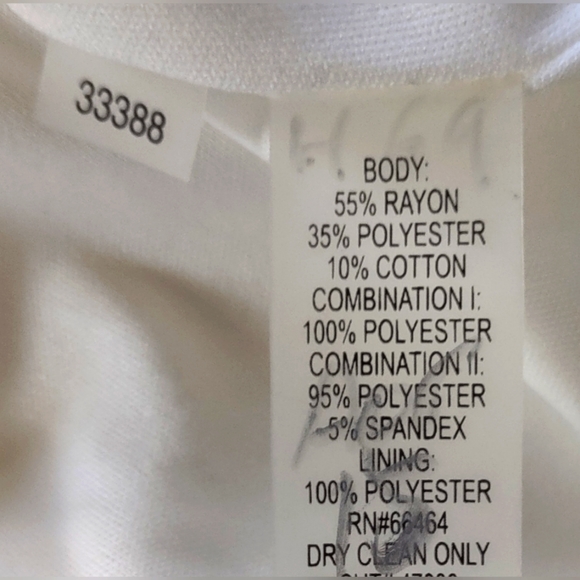 33388
H G9
BODY:
55% RAYON
35% POLYESTER
10% COTTON
COMBINATION I:
100% POLYESTER
COMBINATION II:
95% POLYESTER
5% SPANDEX
LINING:
100% POLYESTER
RN#66464
DRY CLEAN ONLY